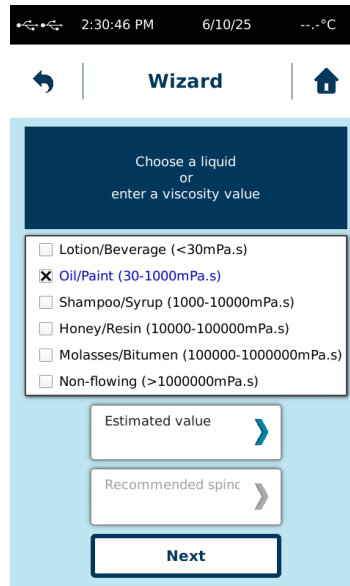 2:30:46 PM 6/10/25 --.-°C
Wizard
Choose a liquid
or
enter a viscosity value
Lotion/Beverage (<30mPa.s)
Oil/Paint (30-1000mPa.s)
Shampoo/Syrup (1000-10000mPa.s)
Honey/Resin (10000-100000mPa.s)
Molasses/Bitumen (100000-1000000mPa.s)
Non-flowing (>1000000mPa.s)
Estimated value
Recommended spinc
Next